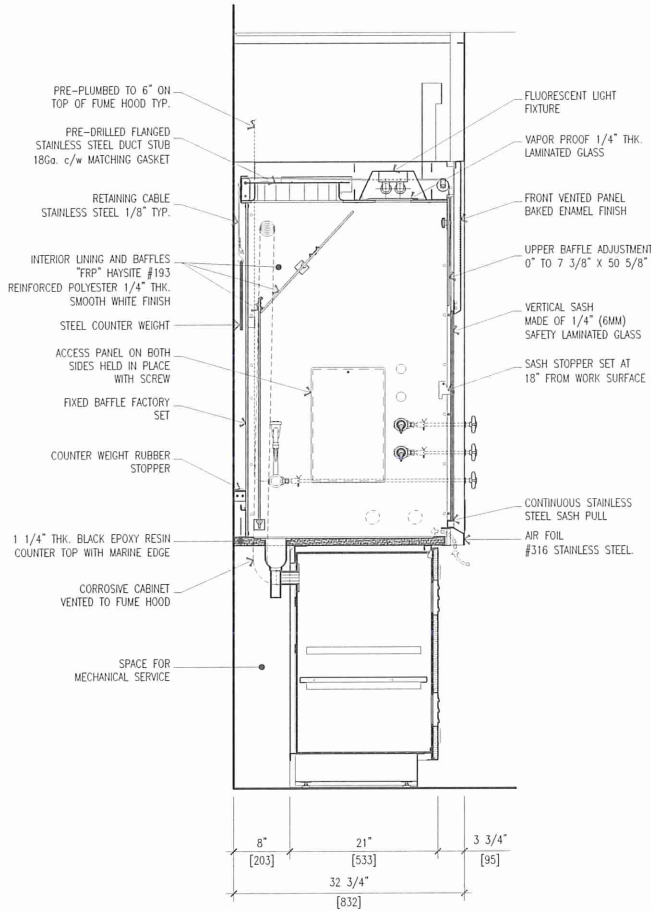 PRE-PLUMBED TO 6" ON
TOP OF FUME HOOD TYP.
PRE-DRILLED FLANGED
STAINLESS STEEL DUCT STUB
18Ga. c/w MATCHING GASKET
RETAINING CABLE
STAINLESS STEEL 1/8" TYP.
INTERIOR LINING AND BAFFLES
"FRP" HAYSITE #193
REINFORCED POLYESTER 1/4" THK.
SMOOTH WHITE FINISH
STEEL COUNTER WEIGHT
ACCESS PANEL ON BOTH
SIDES HELD IN PLACE
WITH SCREW
FIXED BAFFLE FACTORY
SET
COUNTER WEIGHT RUBBER
STOPPER
1 1/4" THK. BLACK EPOXY RESIN
COUNTER TOP WITH MARINE EDGE
CORROSIVE CABINET
VENTED TO FUME HOOD
SPACE FOR
MECHANICAL SERVICE
FLUORESCENT LIGHT
FIXTURE
VAPOR PROOF 1/4" THK.
LAMINATED GLASS
FRONT VENTED PANEL
BAKED ENAMEL FINISH
UPPER BAFFLE ADJUSTMENT
0" TO 7 3/8" X 50 5/8"
VERTICAL SASH
MADE OF 1/4" (6MM)
SAFETY LAMINATED GLASS
SASH STOPPER SET AT
18" FROM WORK SURFACE
CONTINUOUS STAINLESS
STEEL SASH PULL
AIR FOIL
#316 STAINLESS STEEL.
8" 21" 3 3/4"
[203] [533] [95]
32 3/4"
[832]